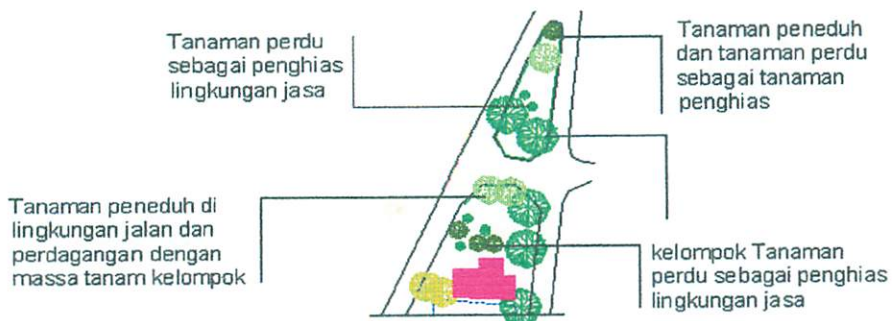 Tanaman perdu
sebagai penghias
lingkungan jasa
Tanaman peneduh
dan tanaman perdu
sebagai tanaman
penghias
Tanaman peneduh di
lingkungan jalan dan
perdagangan dengan
massa tanam kelompok
kelompok Tanaman
perdu sebagai penghias
lingkungan jasa